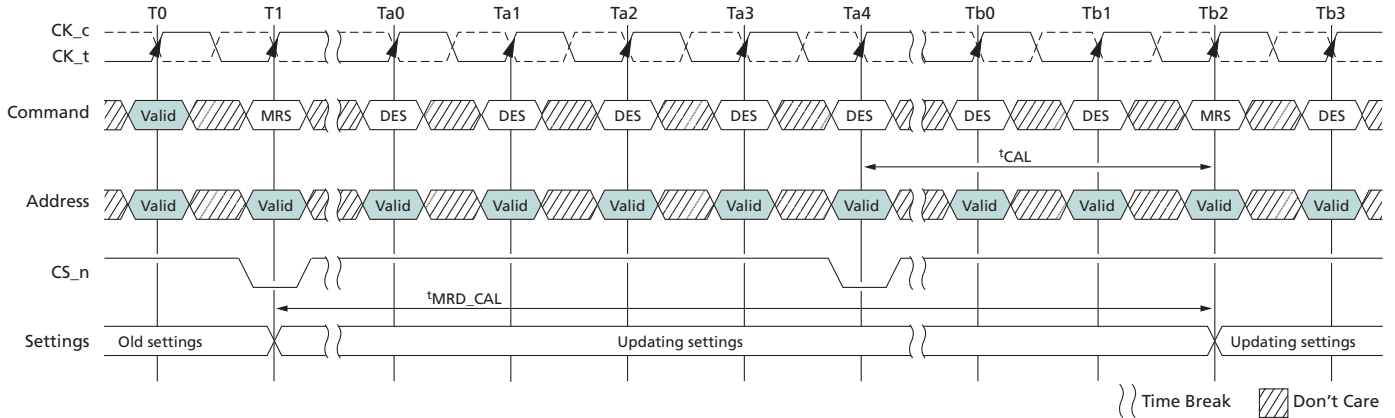 T0 T1 Ta0 Ta1 Ta2 Ta3 Ta4 Tb0 Tb1 Tb2 Tb3
CK_c
CK_t
Command Valid MRS DES DES DES DES DES DES DES MRS DES
tCAL
Address Valid Valid Valid Valid Valid Valid Valid Valid Valid Valid Valid
CS_n
tMRD_CAL
Settings Old settings Updating settings Updating settings
Time Break Don't Care